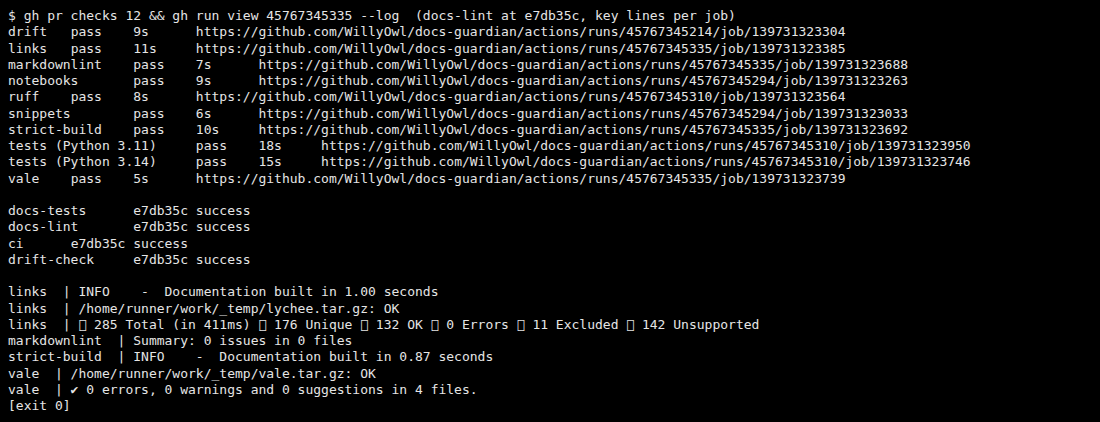 $ gh pr checks 12 && gh run view 45767345335 --log  (docs-lint at e7db35c, key lines per job)
drift	pass	9s	https://github.com/WillyOwl/docs-guardian/actions/runs/45767345214/job/139731323304
links	pass	11s	https://github.com/WillyOwl/docs-guardian/actions/runs/45767345335/job/139731323385
markdownlint	pass	7s	https://github.com/WillyOwl/docs-guardian/actions/runs/45767345335/job/139731323688
notebooks	pass	9s	https://github.com/WillyOwl/docs-guardian/actions/runs/45767345294/job/139731323263
ruff	pass	8s	https://github.com/WillyOwl/docs-guardian/actions/runs/45767345310/job/139731323564
snippets	pass	6s	https://github.com/WillyOwl/docs-guardian/actions/runs/45767345294/job/139731323033
strict-build	pass	10s	https://github.com/WillyOwl/docs-guardian/actions/runs/45767345335/job/139731323692
tests (Python 3.11)	pass	18s	https://github.com/WillyOwl/docs-guardian/actions/runs/45767345310/job/139731323950
tests (Python 3.14)	pass	15s	https://github.com/WillyOwl/docs-guardian/actions/runs/45767345310/job/139731323746
vale	pass	5s	https://github.com/WillyOwl/docs-guardian/actions/runs/45767345335/job/139731323739
docs-tests	e7db35c success
docs-lint	e7db35c success
ci	e7db35c success
drift-check	e7db35c success
links  | INFO    -  Documentation built in 1.00 seconds
links  | /home/runner/work/_temp/lychee.tar.gz: OK
links  | 285 Total (in 411ms) 176 Unique 132 OK 0 Errors 11 Excluded 142 Unsupported
markdownlint  | Summary: 0 issues in 0 files
strict-build  | INFO    -  Documentation built in 0.87 seconds
vale  | /home/runner/work/_temp/vale.tar.gz: OK
vale  | ✔ 0 errors, 0 warnings and 0 suggestions in 4 files.
[exit 0]